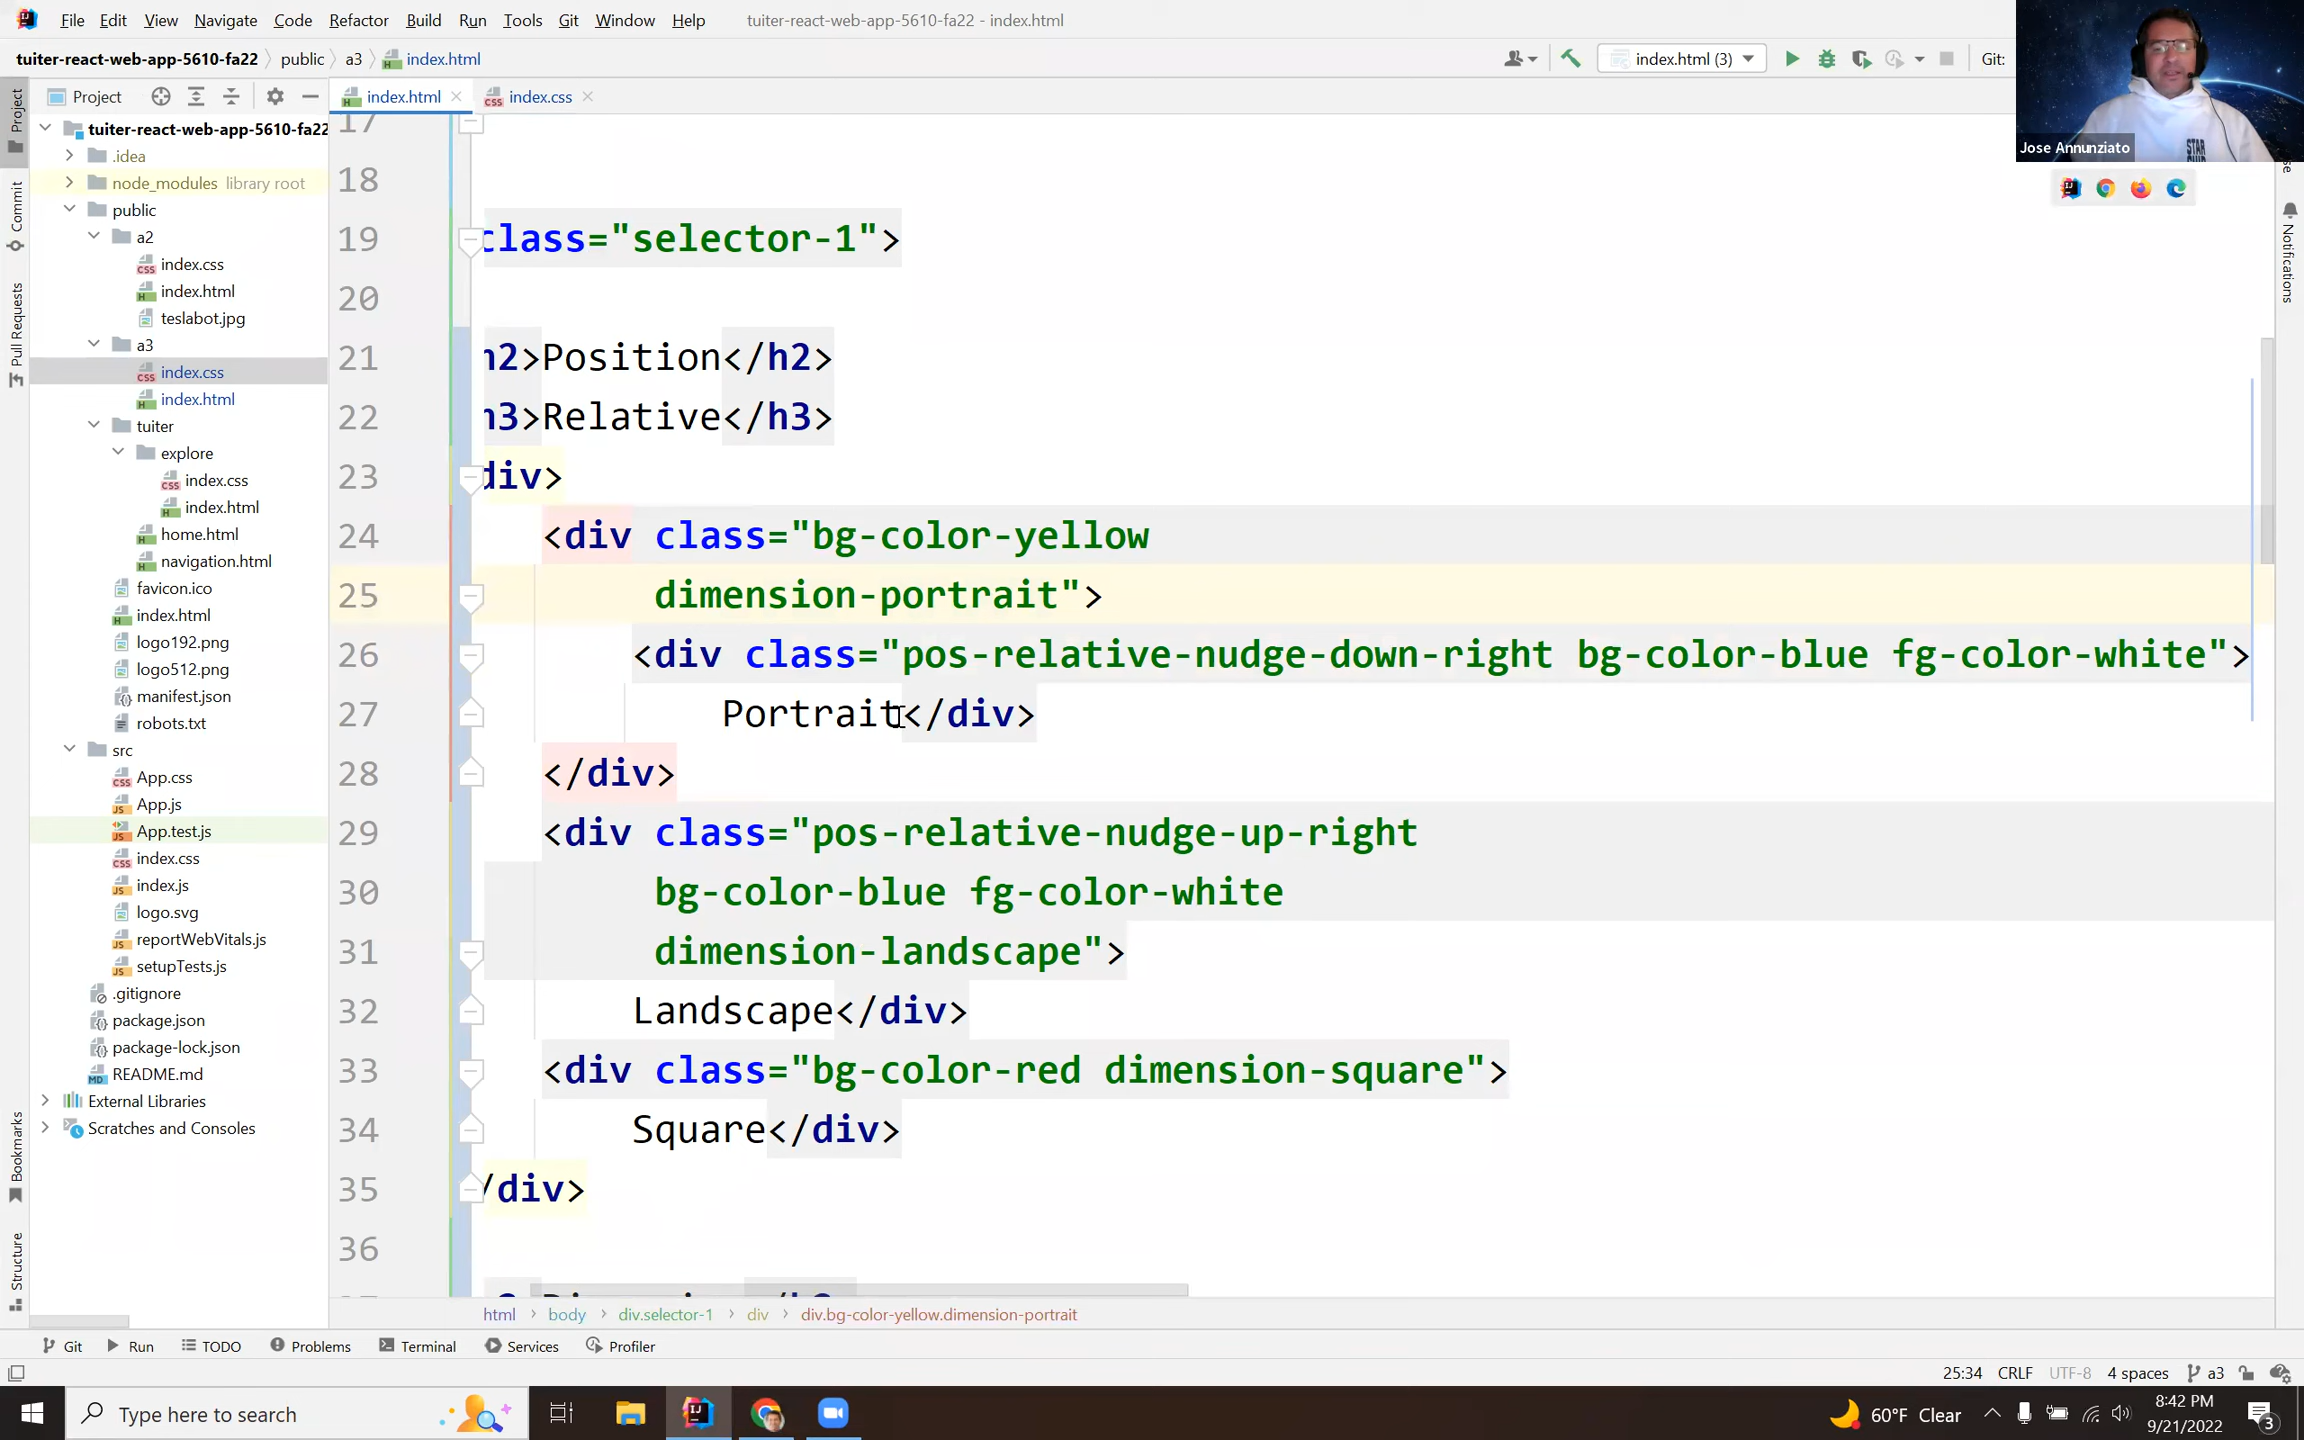 File Edit View Navigate Code Refactor Build Run Tools Git Window Help tuiter-react-web-app-5610-fa22 - index.html
tuiter-react-web-app-5610-fa22 public a3 index.html
index.html (3)
Git:
Project
index.html
index.css
Jose Annunziato
STAR
Project
Commit
Pull Requests
Bookmarks
Structure
Notifications
tuiter-react-web-app-5610-fa22
.idea
node_modules library root
public
a2
index.css
index.html
teslabot.jpg
a3
index.css
index.html
tuiter
explore
index.css
index.html
home.html
navigation.html
favicon.ico
index.html
logo192.png
logo512.png
manifest.json
robots.txt
src
App.css
App.js
App.test.js
index.css
index.js
logo.svg
reportWebVitals.js
setupTests.js
.gitignore
package.json
package-lock.json
README.md
External Libraries
Scratches and Consoles
17
18
19 class="selector-1">
20
21 h2>Position</h2>
22 h3>Relative</h3>
23 div>
24 <div class="bg-color-yellow
25 dimension-portrait">
26 <div class="pos-relative-nudge-down-right bg-color-blue fg-color-white">
27 Portrait</div>
28 </div>
29 <div class="pos-relative-nudge-up-right
30 bg-color-blue fg-color-white
31 dimension-landscape">
32 Landscape</div>
33 <div class="bg-color-red dimension-square">
34 Square</div>
35 /div>
36
html body div.selector-1 div div.bg-color-yellow.dimension-portrait
Git Run TODO Problems Terminal Services Profiler
25:34 CRLF UTF-8 4 spaces a3
Type here to search
60°F Clear
8:42 PM
9/21/2022
3